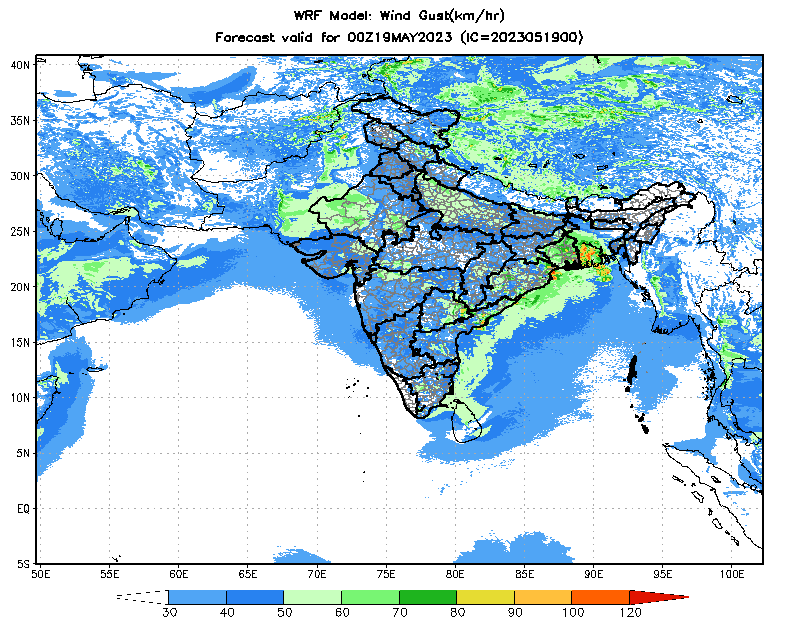 WRF Model: Wind Gust(km/hr)
Forecast valid for 00Z19MAY2023 (IC=2023051900)
40N
35N
30N
25N
20N
15N
10N
5N
EQ
5S
50E 55E 60E 65E 70E 75E 80E 85E 90E 95E 100E
30 40 50 60 70 80 90 100 120